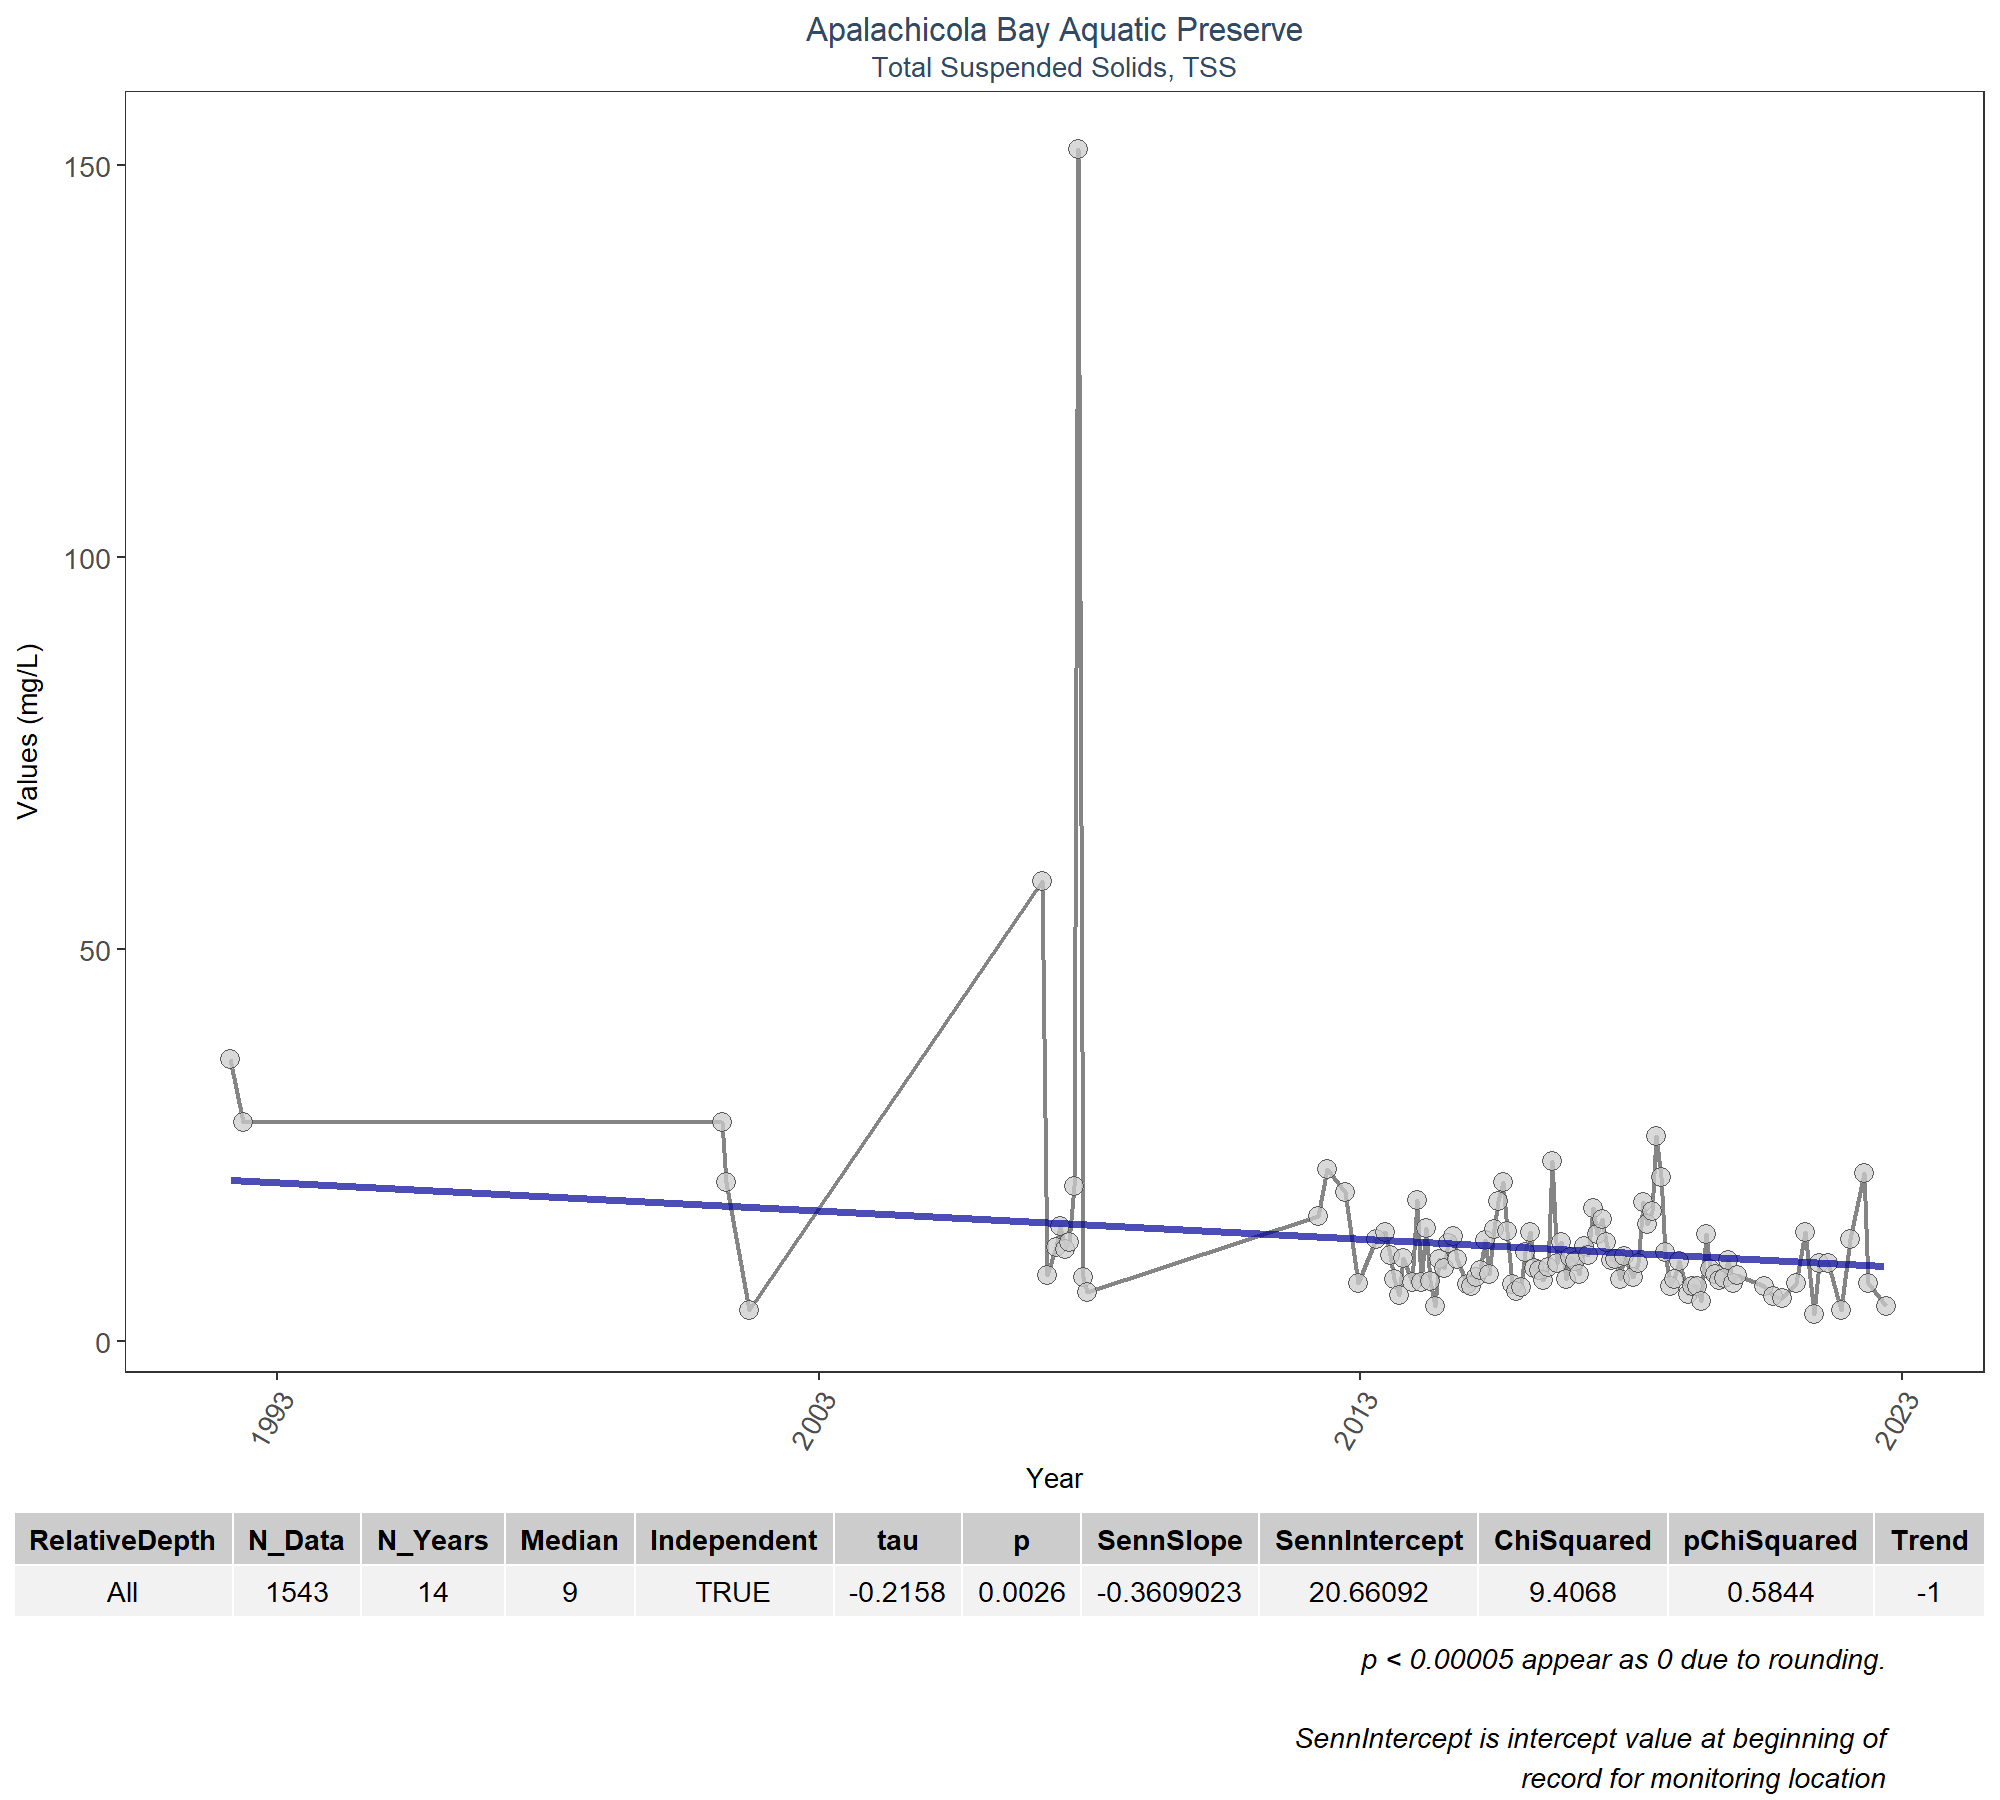 Apalachicola Bay Aquatic Preserve
Total Suspended Solids, TSS
150
100
50
0
Values (mg/L)
1993
2003
2013
2023
Year
RelativeDepth N_Data N_Years Median Independent tau p SennSlope SennIntercept ChiSquared pChiSquared Trend
All 1543 14 9 TRUE -0.2158 0.0026 -0.3609023 20.66092 9.4068 0.5844 -1
p < 0.00005 appear as 0 due to rounding.
SennIntercept is intercept value at beginning of
record for monitoring location